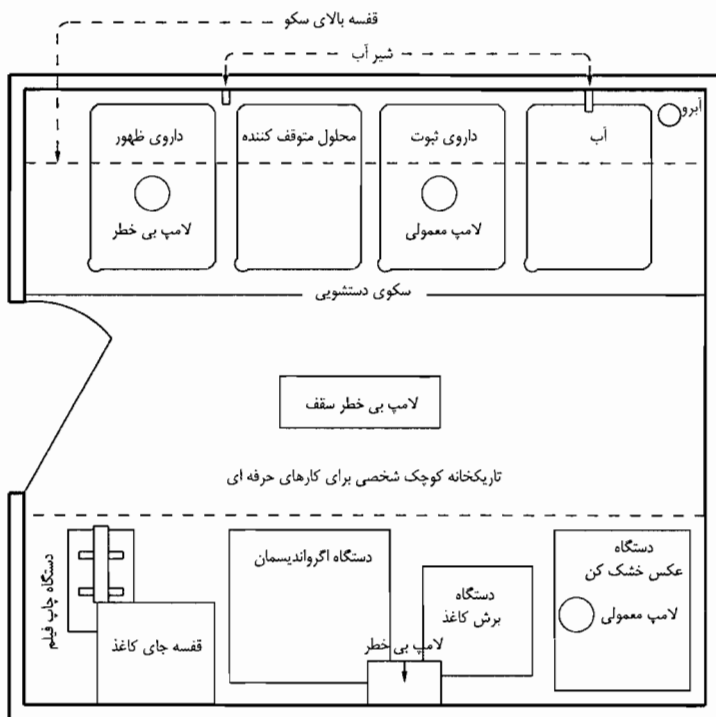 قفسه بالای سکو
شیر آب
آبرو
داروی ظهور
محلول متوقف کننده
داروی ثبوت
آب
لامپ بی خطر
لامپ معمولی
سکوی دستشویی
لامپ بی خطر سقف
تاریکخانه کوچک شخصی برای کارهای حرفه ای
دستگاه
عکس خشک کن
لامپ معمولی
دستگاه
برش کاغذ
دستگاه اگرواندیسمان
لامپ بی خطر
دستگاه چاپ فیلم
قفسه جای کاغذ